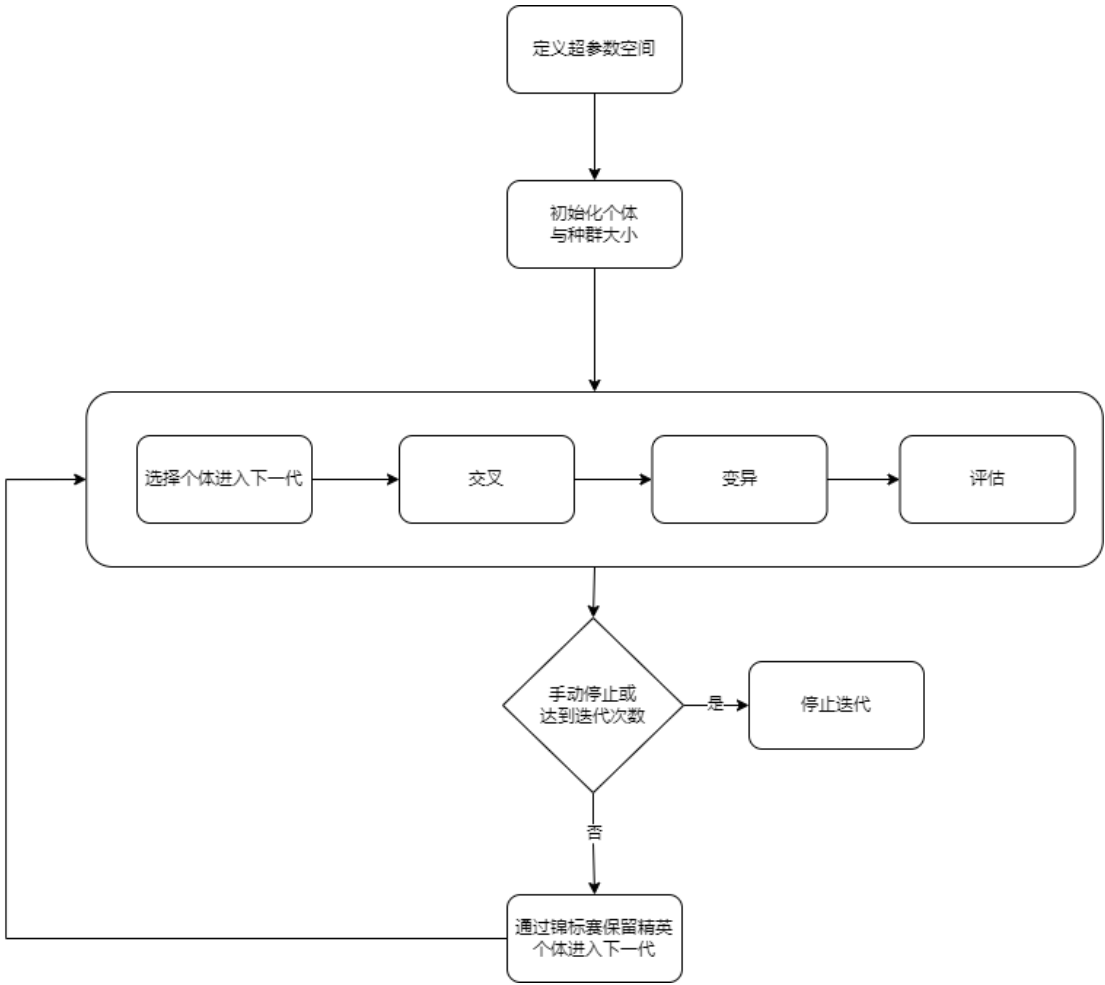 定义超参数空间
初始化个体
与种群大小
选择个体进入下一代
交叉
变异
评估
手动停止或
达到迭代次数
是
停止迭代
否
通过锦标赛保留精英
个体进入下一代